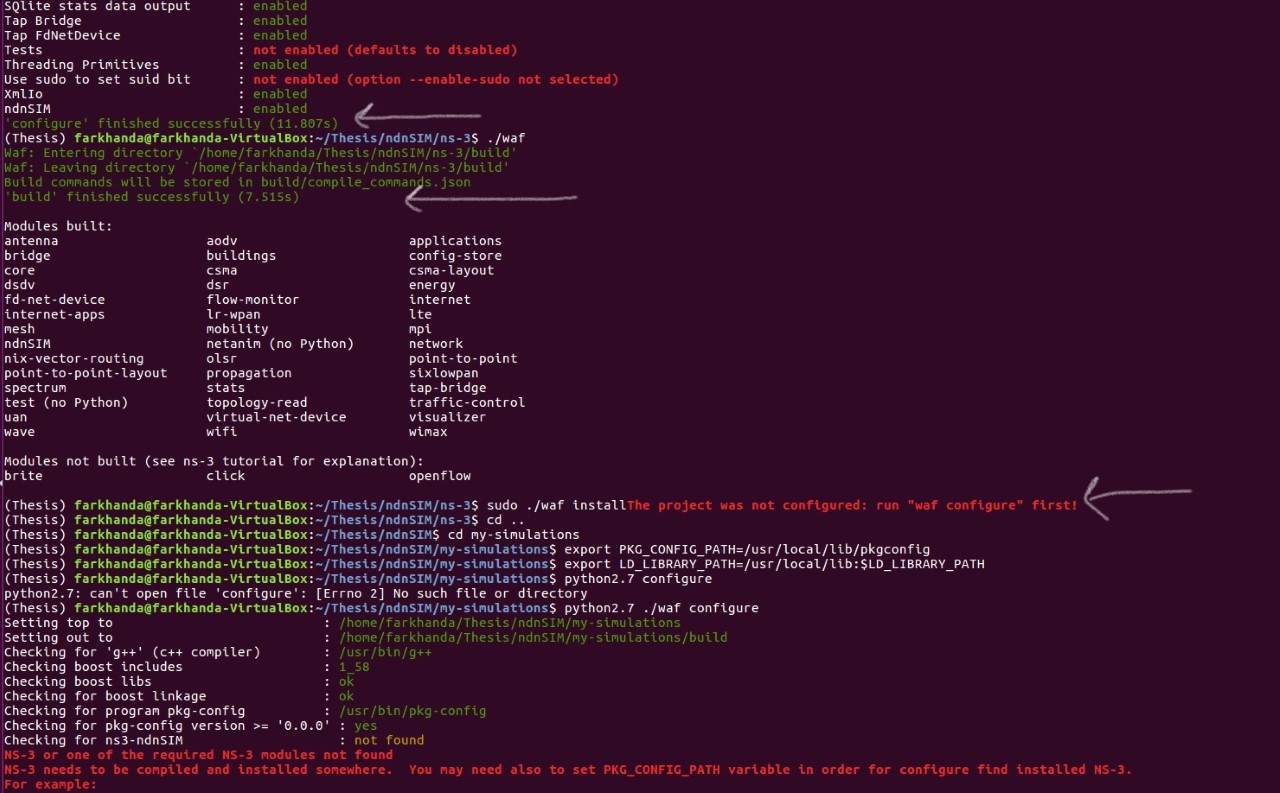 SQlite stats data output : enabled
Tap Bridge : enabled
Tap FdNetDevice : enabled
Tests : not enabled (defaults to disabled)
Threading Primitives : enabled
Use sudo to set suid bit : not enabled (option --enable-sudo not selected)
XmlIo : enabled
ndnSIM : enabled
'configure' finished successfully (11.807s)
(Thesis) farkhanda@farkhanda-VirtualBox:~/Thesis/ndnSIM/ns-3$ ./waf
Waf: Entering directory `/home/farkhanda/Thesis/ndnSIM/ns-3/build'
Waf: Leaving directory `/home/farkhanda/Thesis/ndnSIM/ns-3/build'
Build commands will be stored in build/compile_commands.json
'build' finished successfully (7.515s)
Modules built:
antenna aodv applications
bridge buildings config-store
core csma csma-layout
dsdv dsr energy
fd-net-device flow-monitor internet
internet-apps lr-wpan lte
mesh mobility mpi
ndnSIM netanim (no Python) network
nix-vector-routing olsr point-to-point
point-to-point-layout propagation sixlowpan
spectrum stats tap-bridge
test (no Python) topology-read traffic-control
uan virtual-net-device visualizer
wave wifi wimax
Modules not built (see ns-3 tutorial for explanation):
brite click openflow
(Thesis) farkhanda@farkhanda-VirtualBox:~/Thesis/ndnSIM/ns-3$ sudo ./waf installThe project was not configured: run "waf configure" first!
(Thesis) farkhanda@farkhanda-VirtualBox:~/Thesis/ndnSIM/ns-3$ cd ..
(Thesis) farkhanda@farkhanda-VirtualBox:~/Thesis/ndnSIM$ cd my-simulations
(Thesis) farkhanda@farkhanda-VirtualBox:~/Thesis/ndnSIM/my-simulations$ export PKG_CONFIG_PATH=/usr/local/lib/pkgconfig
(Thesis) farkhanda@farkhanda-VirtualBox:~/Thesis/ndnSIM/my-simulations$ export LD_LIBRARY_PATH=/usr/local/lib:$LD_LIBRARY_PATH
(Thesis) farkhanda@farkhanda-VirtualBox:~/Thesis/ndnSIM/my-simulations$ python2.7 configure
python2.7: can't open file 'configure': [Errno 2] No such file or directory
(Thesis) farkhanda@farkhanda-VirtualBox:~/Thesis/ndnSIM/my-simulations$ python2.7 ./waf configure
Setting top to : /home/farkhanda/Thesis/ndnSIM/my-simulations
Setting out to : /home/farkhanda/Thesis/ndnSIM/my-simulations/build
Checking for 'g++' (c++ compiler) : /usr/bin/g++
Checking boost includes : 1_58
Checking boost libs : ok
Checking for boost linkage : ok
Checking for program pkg-config : /usr/bin/pkg-config
Checking for pkg-config version >= '0.0.0' : yes
Checking for ns3-ndnSIM : not found
NS-3 or one of the required NS-3 modules not found
NS-3 needs to be compiled and installed somewhere. You may need also to set PKG_CONFIG_PATH variable in order for configure find installed NS-3.
For example: